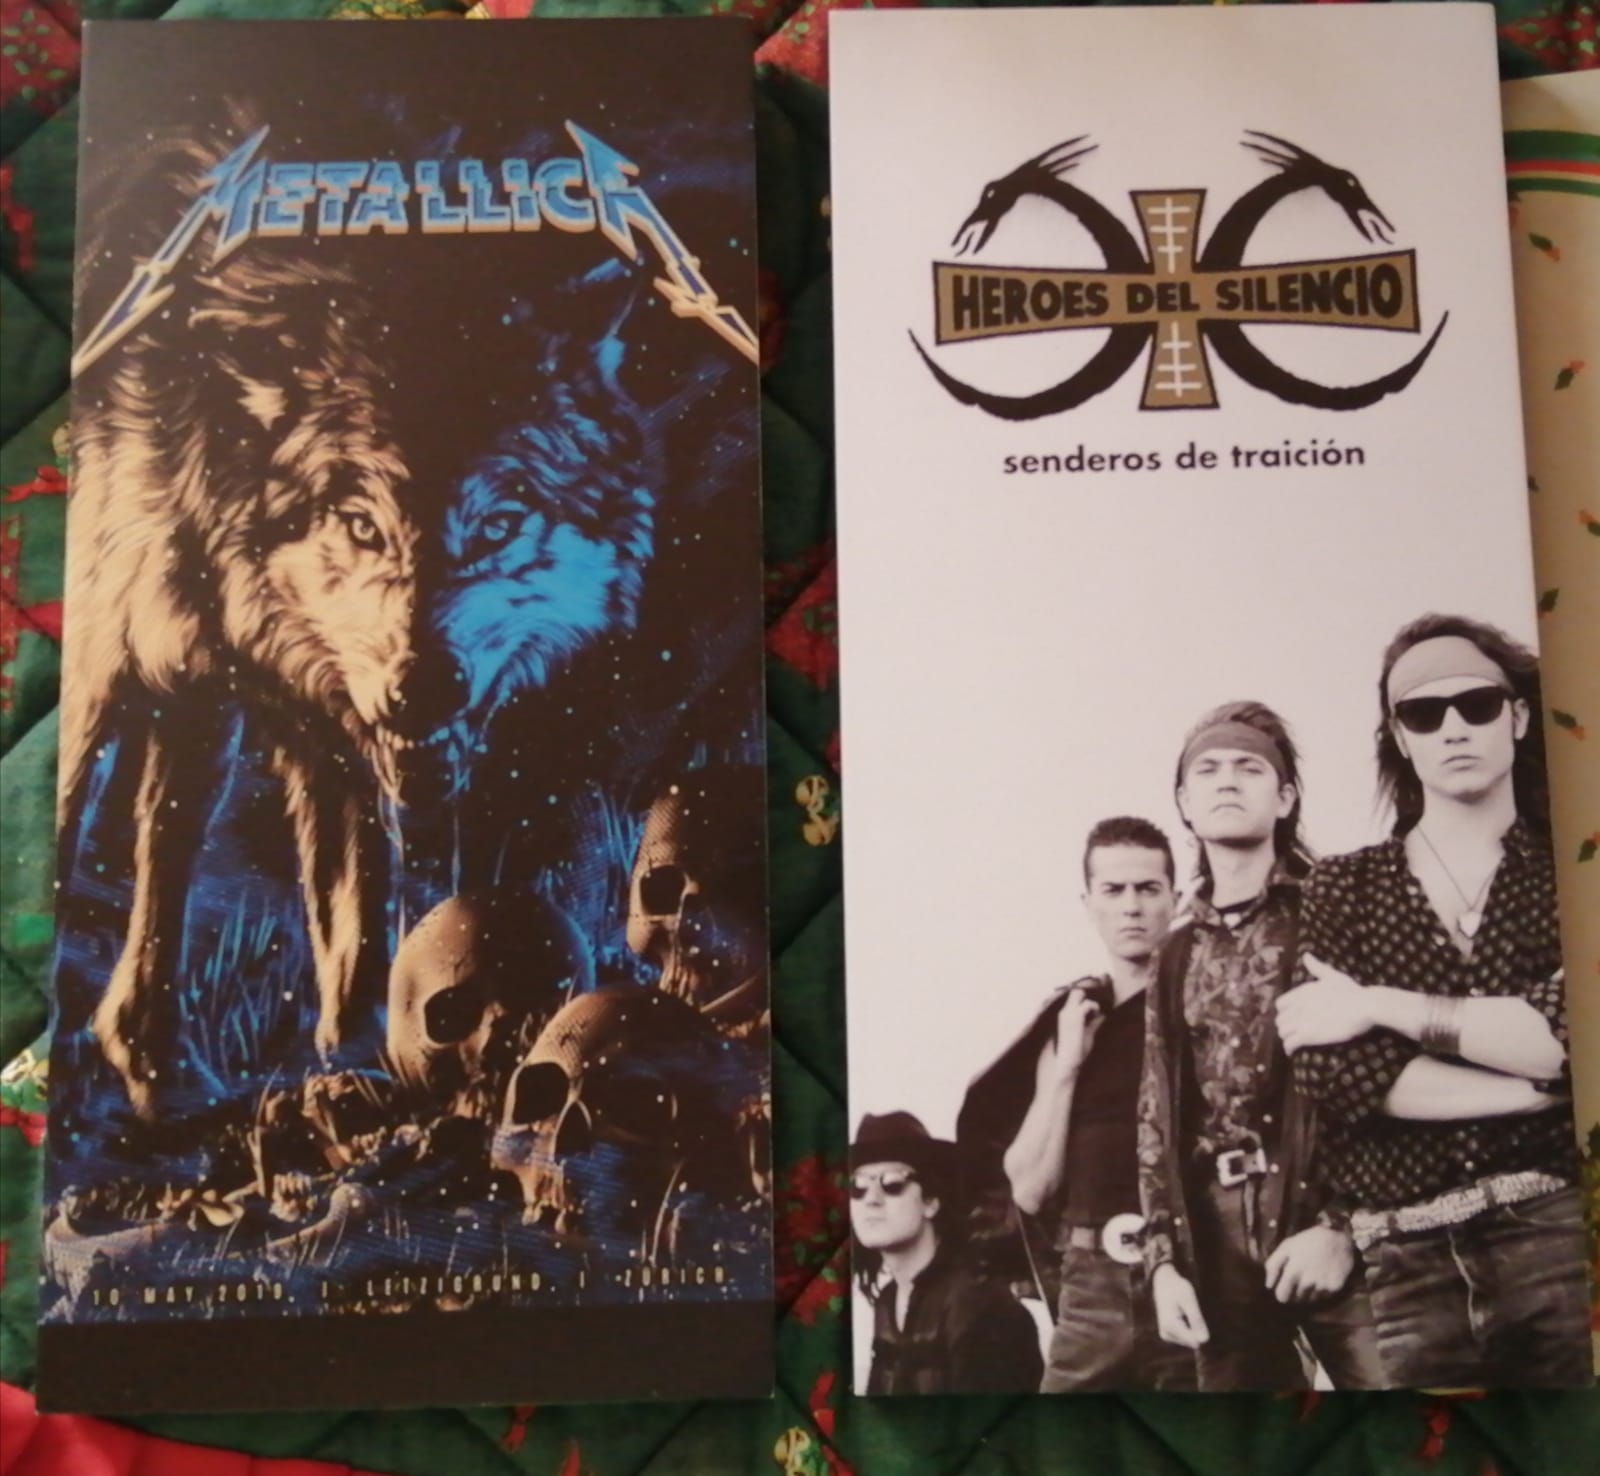 METALLICA
10 MAY 2019 | LETZIGRUND | ZÜRICH
HEROES DEL SILENCIO
senderos de traición